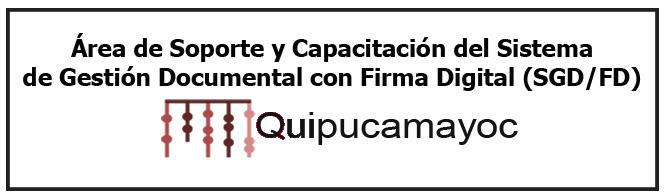 Área de Soporte y Capacitación del Sistema
de Gestión Documental con Firma Digital (SGD/FD)
Quipucamayoc